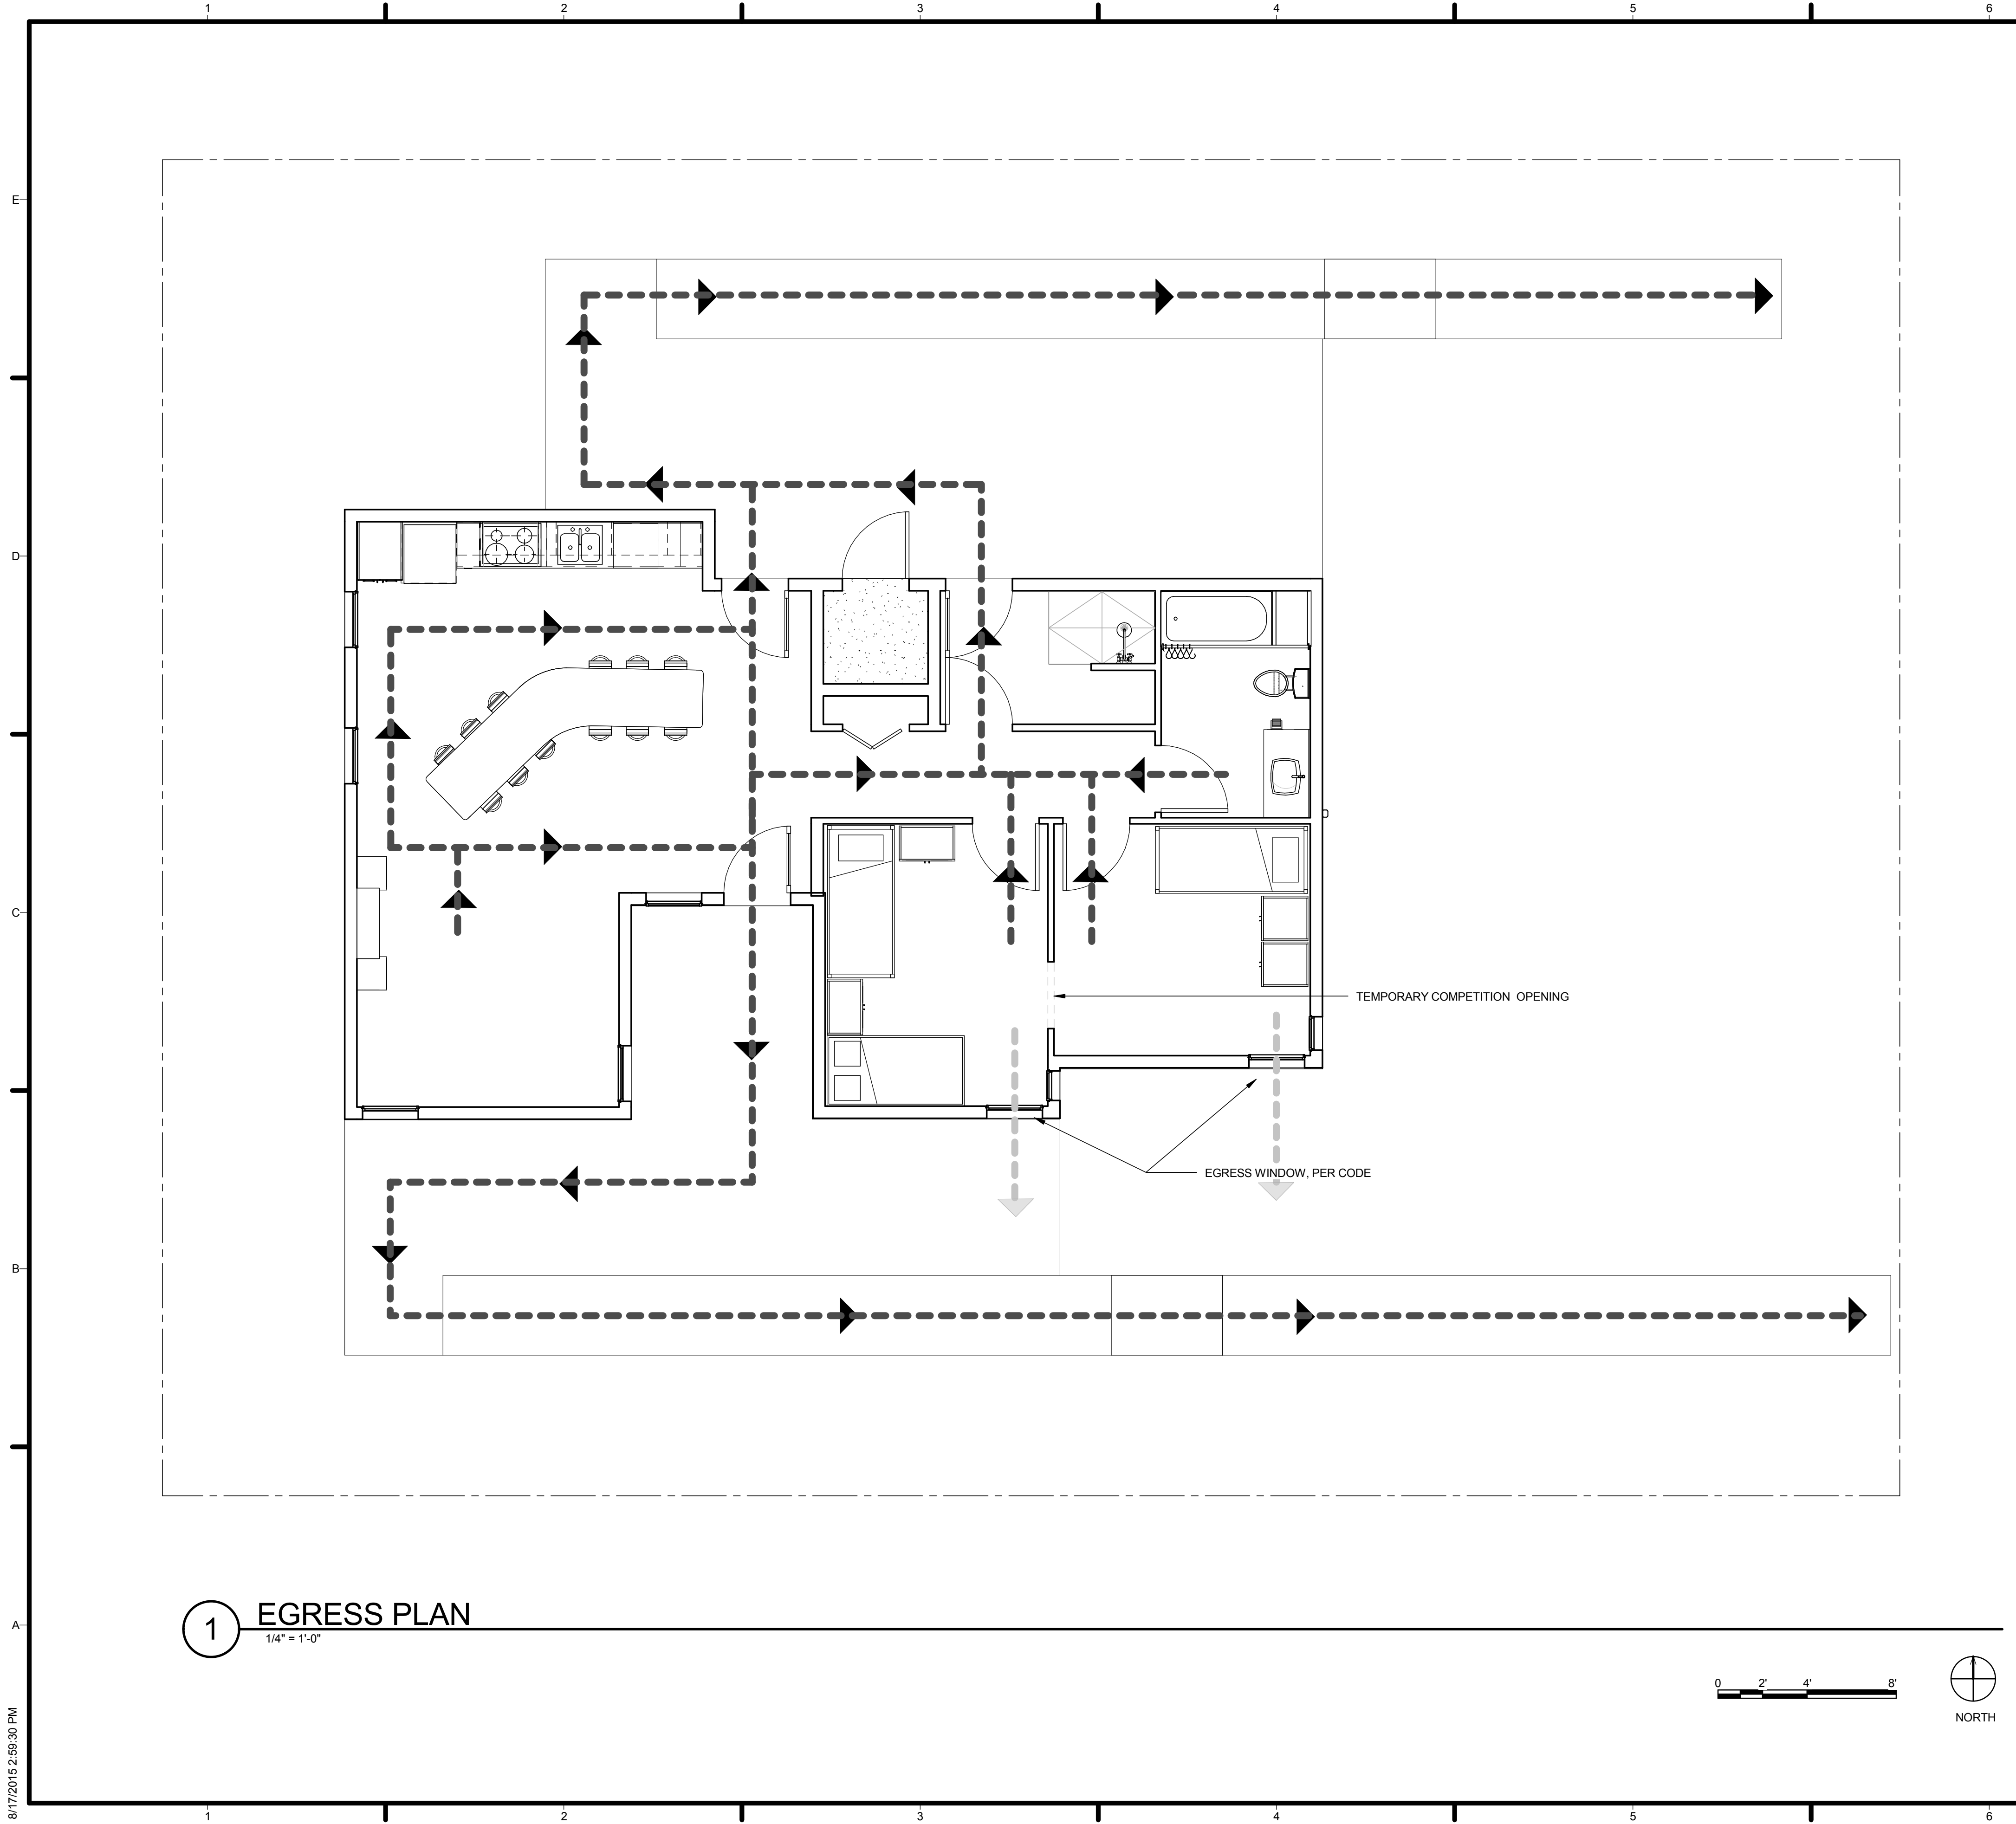 1 2 3 4 5 6
E
D
C
B
A
TEMPORARY COMPETITION OPENING
EGRESS WINDOW, PER CODE
1
EGRESS PLAN
1/4" = 1'-0"
0 2' 4' 8'
NORTH
8/17/2015 2:59:30 PM
1 2 3 4 5 6